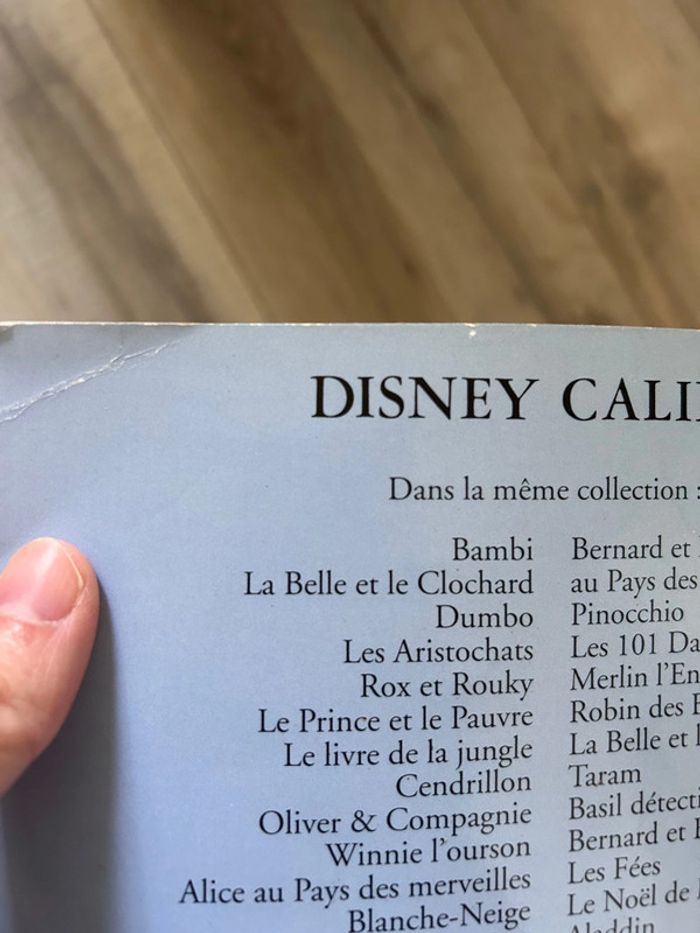 DISNEY
Dans la même collection :
Bambi
La Belle et le Clochard
Dumbo
Les Aristochats
Rox et Rouky
Le Prince et le Pauvre
Le livre de la jungle
Cendrillon
Oliver & Compagnie
Winnie l'ourson
Alice au Pays des merveilles
Blanche-Neige
Bernard et
au Pays des
Pinocchio
Les 101
Merlin
Robin des
La Belle et
Taram
Basil
Bernard et
Les Fées
Le Noël de
Aladdin